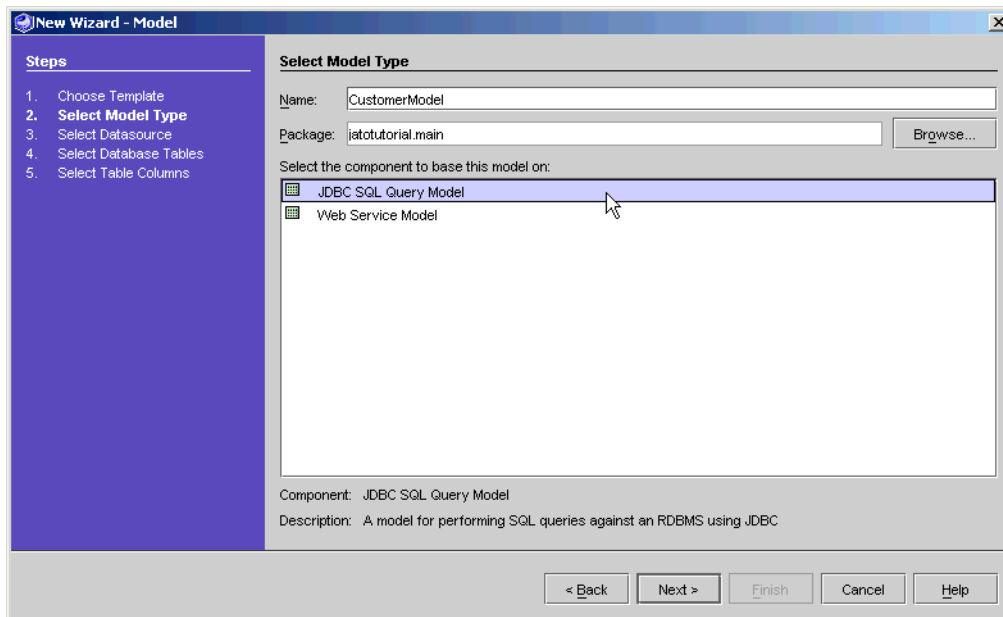 New Wizard - Model
Steps
1. Choose Template
2. Select Model Type
3. Select Datasource
4. Select Database Tables
5. Select Table Columns
Select Model Type
Name: CustomerModel
Package: jatotutorial.main Browse...
Select the component to base this model on:
JDBC SQL Query Model
Web Service Model
Component: JDBC SQL Query Model
Description: A model for performing SQL queries against an RDBMS using JDBC
< Back Next > Finish Cancel Help